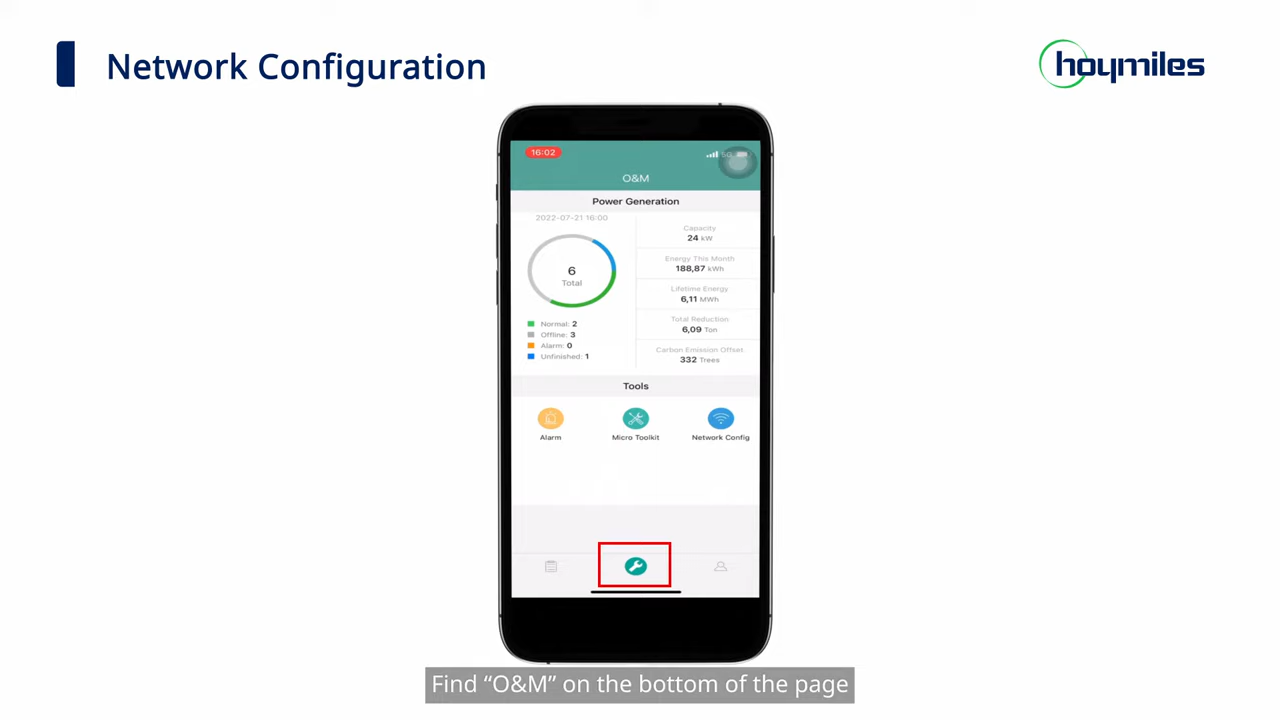 Network Configuration
hoymiles
16:02
5G
O&M
Power Generation
2022-07-21 16:00
6
Total
Normal: 2
Offline: 3
Alarm: 0
Unfinished: 1
Capacity
24 kW
Energy This Month
188,87 kWh
Lifetime Energy
6,11 MWh
Total Reduction
6,09 Ton
Carbon Emission Offset
332 Trees
Tools
Alarm
Micro Toolkit
Network Config
Find “O&M” on the bottom of the page